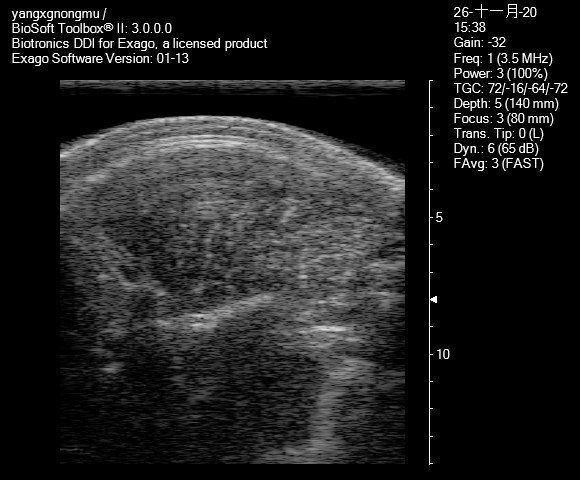 yangxgnongmu /
BioSoft Toolbox® II: 3.0.0.0
Biotronics DDI for Exago, a licensed product
Exago Software Version: 01-13
26-十一月-20
15:38
Gain: -32
Freq: 1 (3.5 MHz)
Power: 3 (100%)
TGC: 72/-16/-64/-72
Depth: 5 (140 mm)
Focus: 3 (80 mm)
Trans. Tip: 0 (L)
Dyn.: 6 (65 dB)
FAvg: 3 (FAST)
5
10